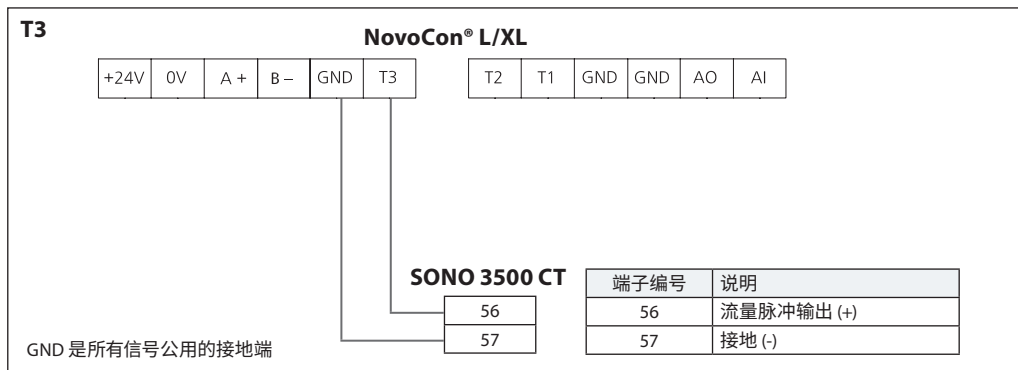 T3
NovoCon® L/XL
+24V 0V A + B – GND T3 T2 T1 GND GND AO AI
SONO 3500 CT
端子编号 说明
56 56 流量脉冲输出 (+)
57 57 接地 (-)
GND 是所有信号公用的接地端